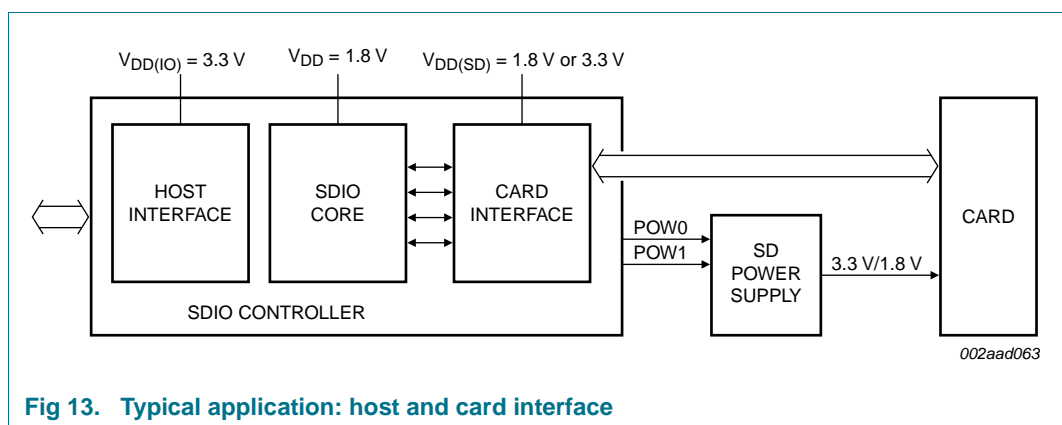 VDD(IO) = 3.3 V
VDD = 1.8 V
VDD(SD) = 1.8 V or 3.3 V
HOST
INTERFACE
SDIO
CORE
CARD
INTERFACE
CARD
POW0
POW1
SD
POWER
SUPPLY
3.3 V/1.8 V
SDIO CONTROLLER
002aad063
Fig 13. Typical application: host and card interface